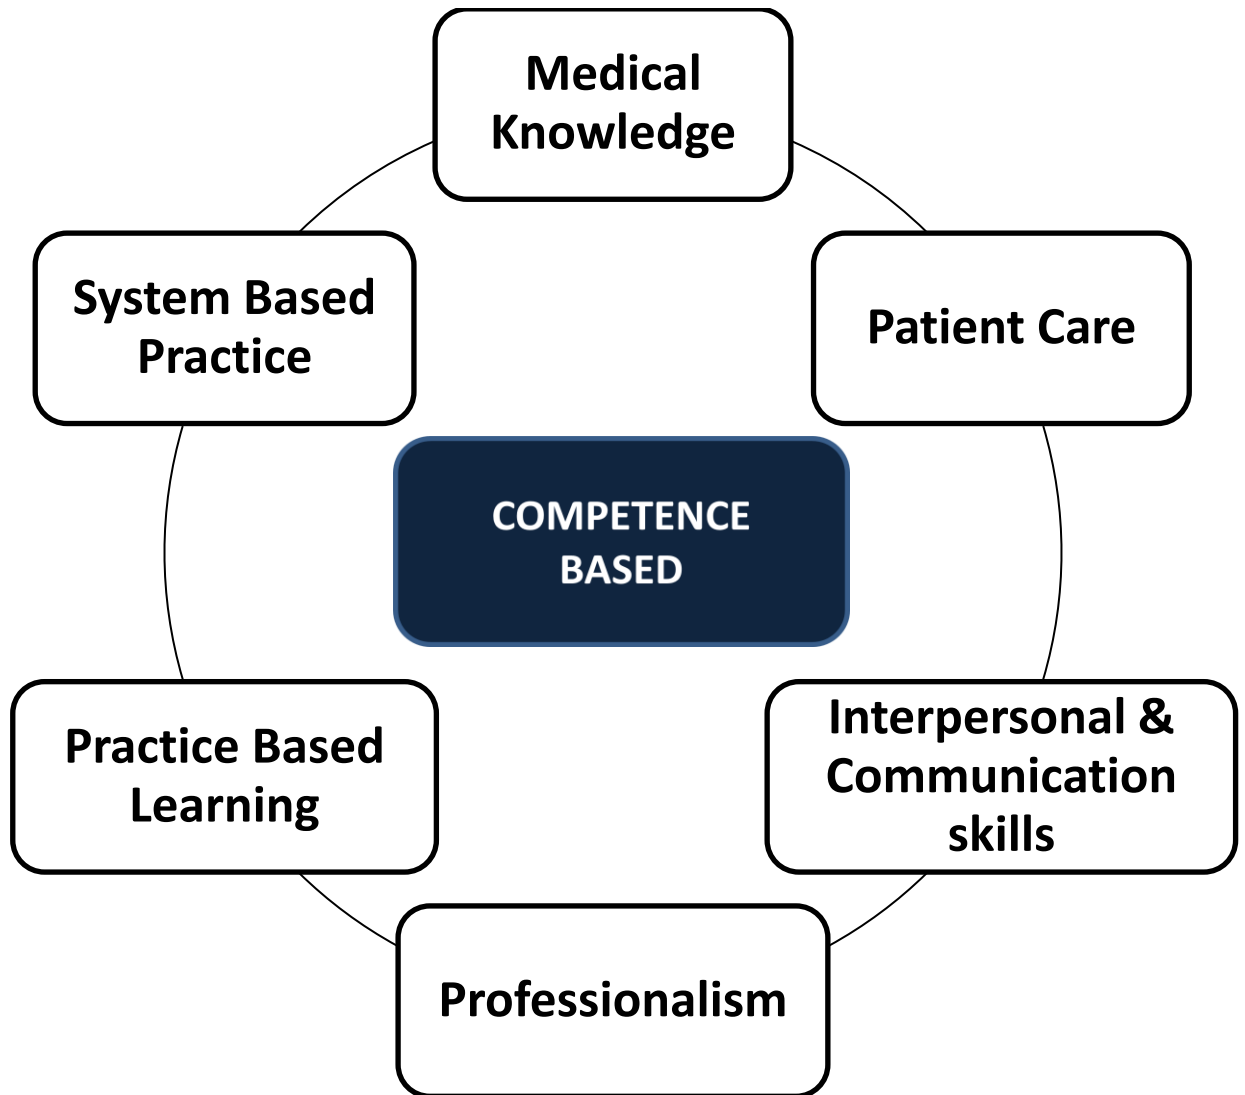 Medical
Knowledge
System Based
Practice
Patient Care
COMPETENCE
BASED
Practice Based
Learning
Interpersonal &
Communication
skills
Professionalism